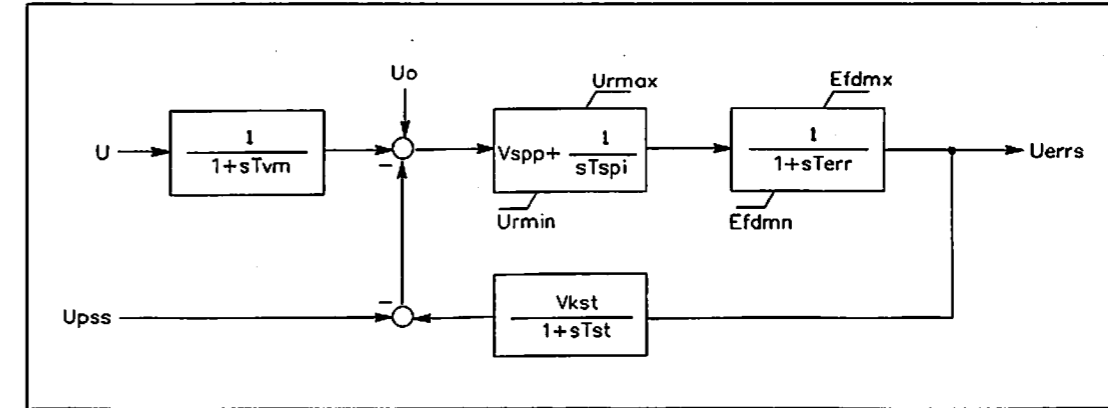 Uo
Urmax
Efdmx
U
1
1+sTvm
−
Vspp+ 1
sTspi
1
1+sTerr
Uerrs
Urmin
Efdmn
Upss
−
Vkst
1+sTst